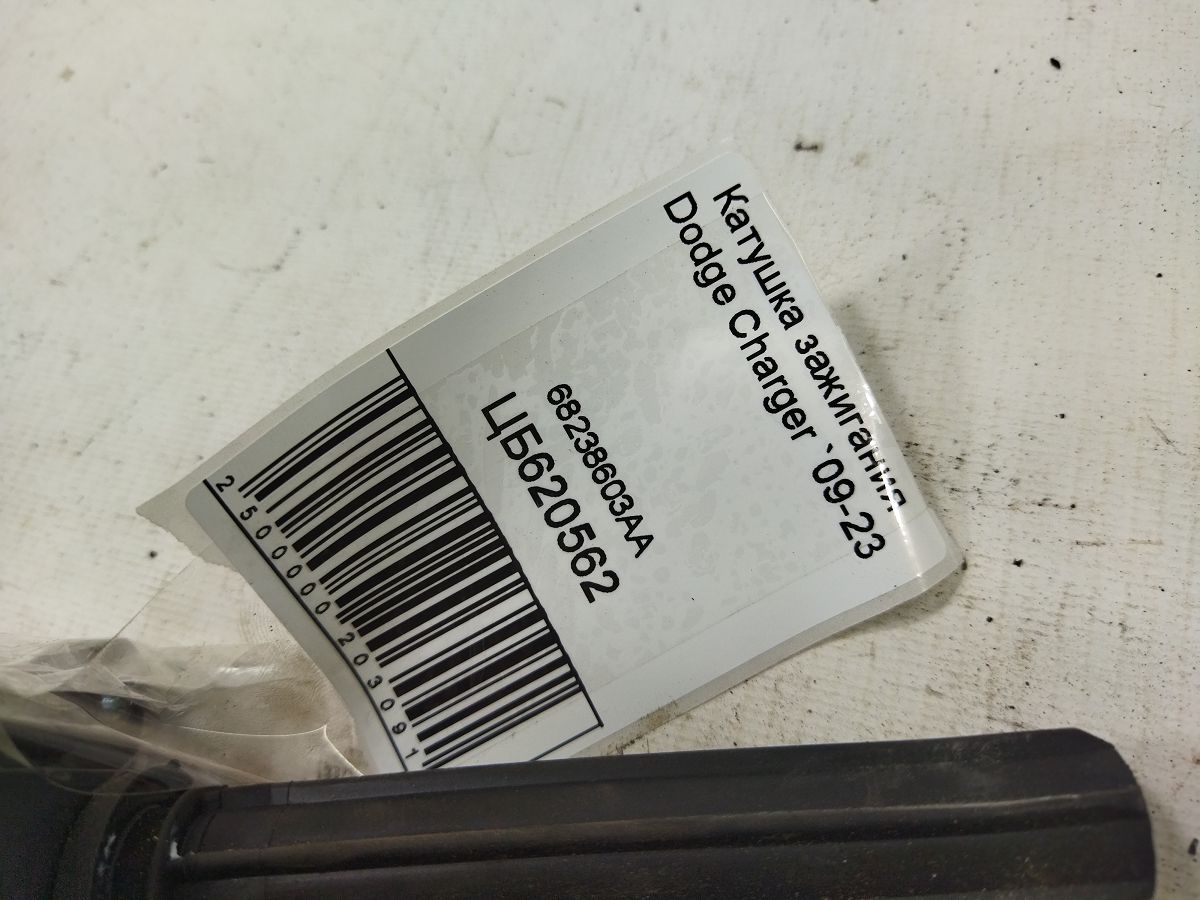 Катушка зажигания
Dodge Charger `09-23
68238603AA
ЦБ620562
2500000203091